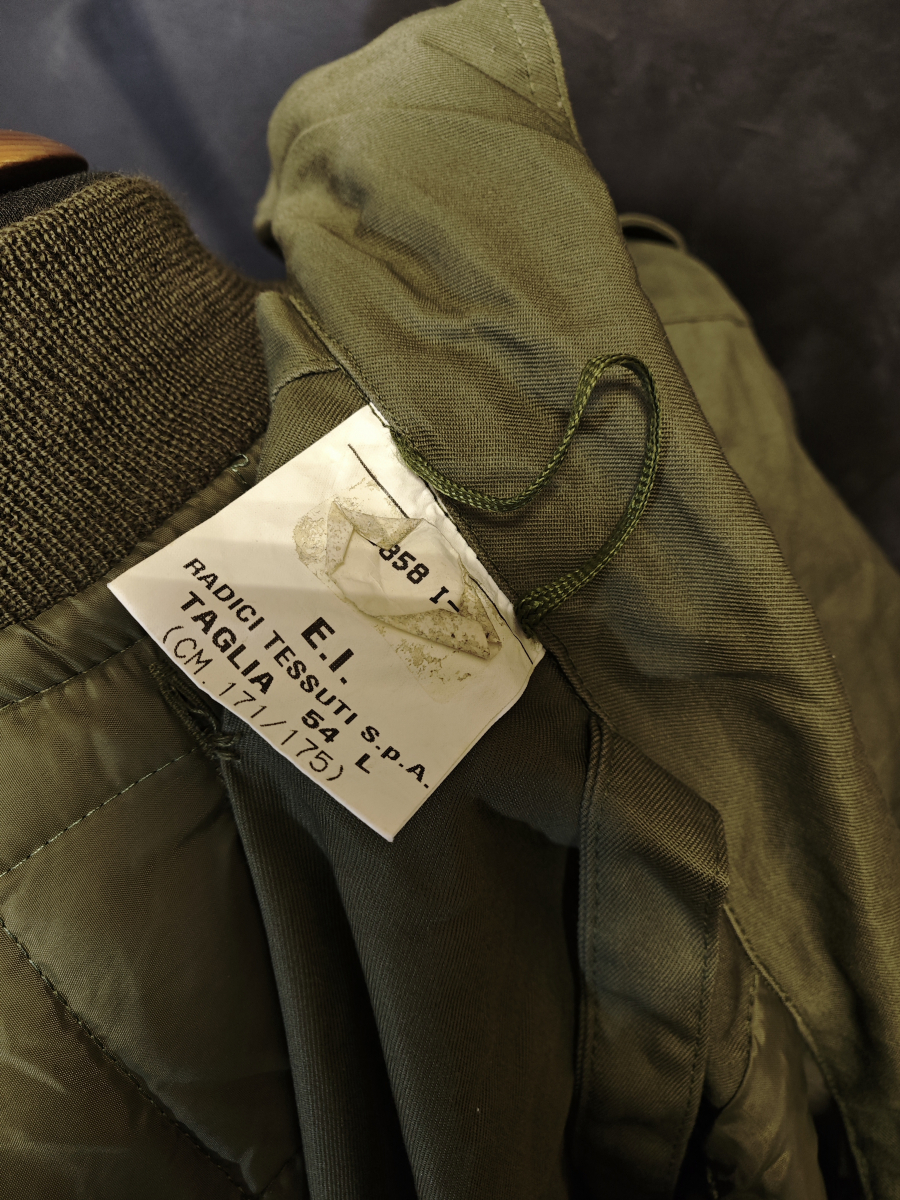 358 I-
E.I.
RADICI TESSUTI S.p.A.
TAGLIA 54 L
(CM. 171/175)